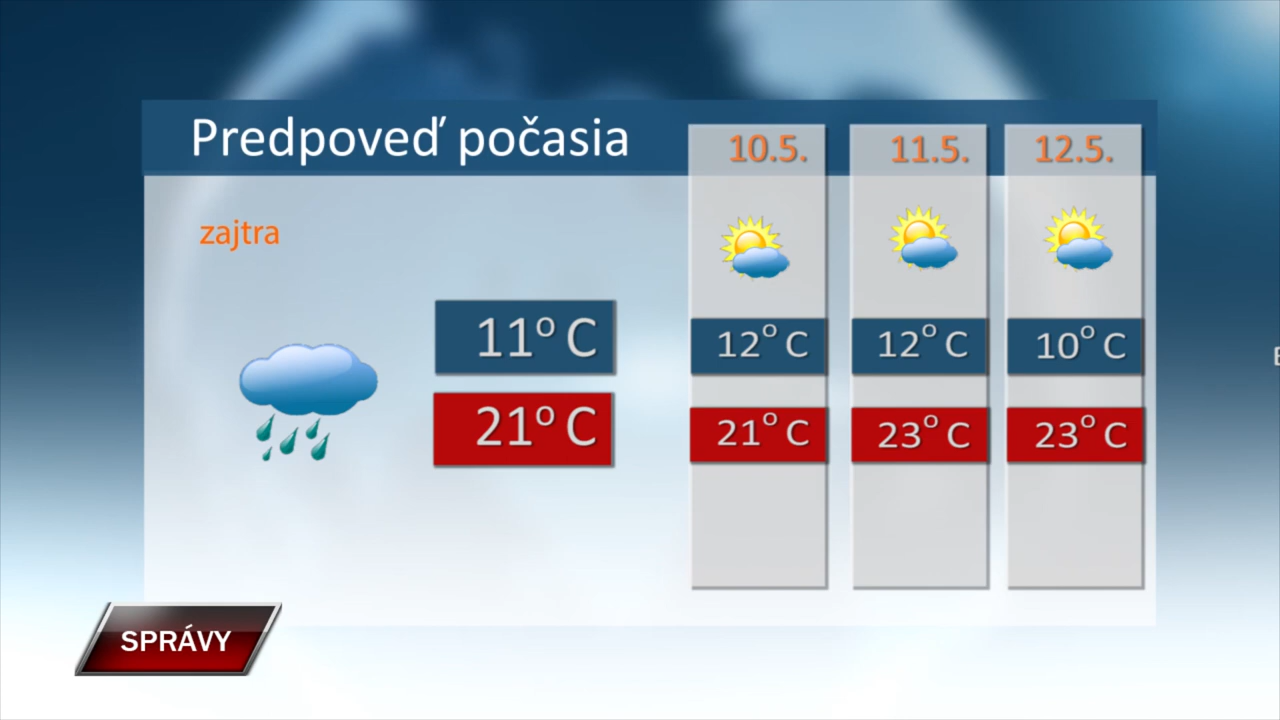 Predpoveď počasia
zajtra
11° C
21° C
10.5. 11.5. 12.5.
12° C 12° C 10° C
21° C 23° C 23° C
SPRÁVY